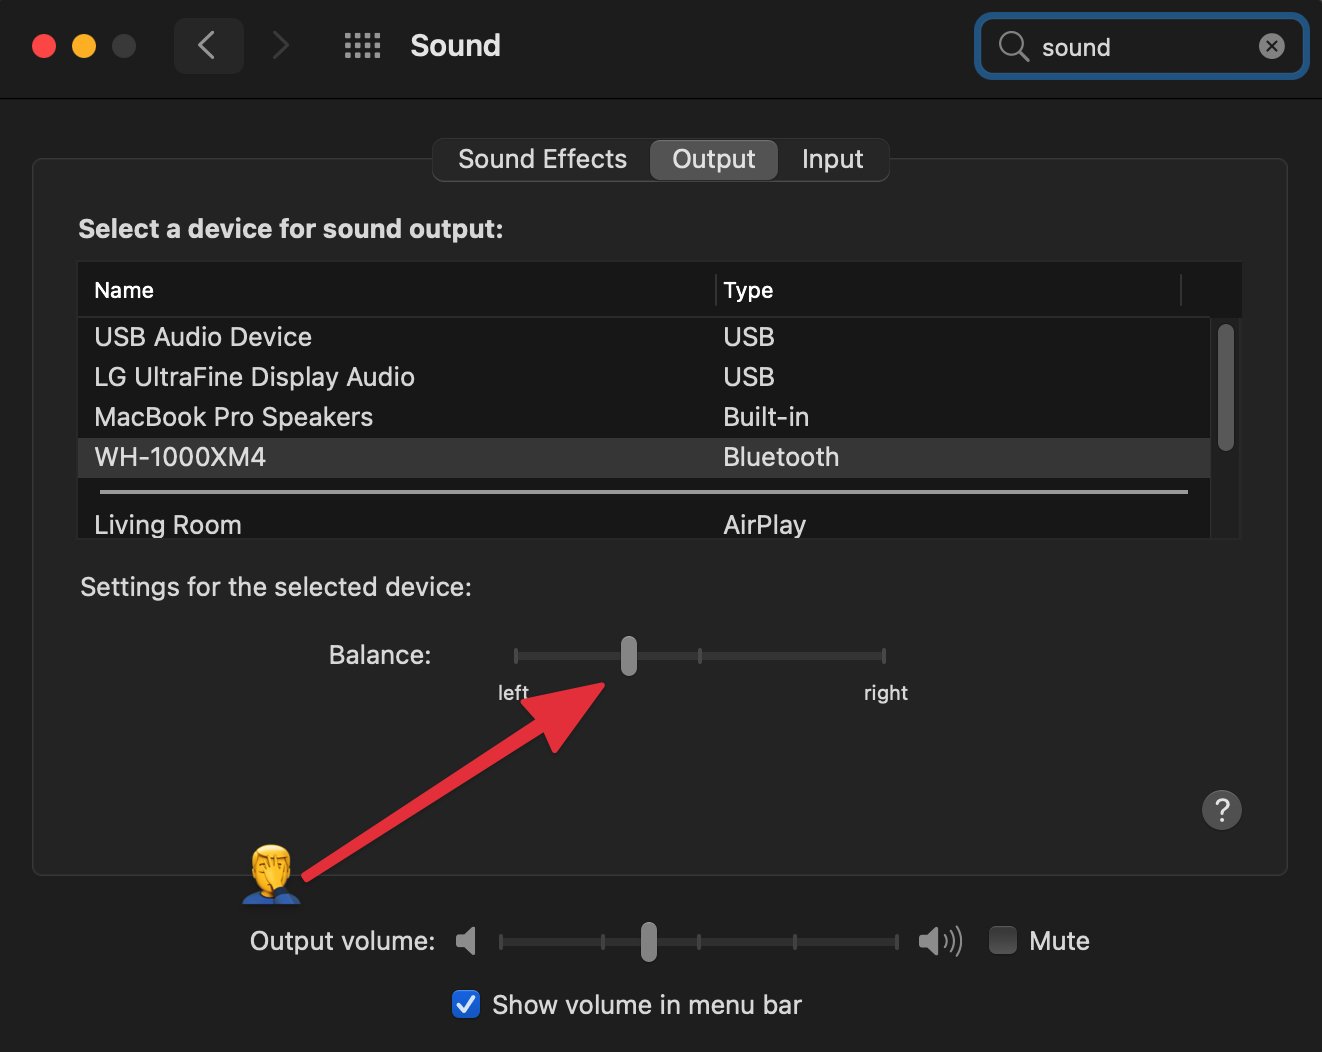 Sound
sound
Sound Effects Output Input
Select a device for sound output:
Name Type
USB Audio Device USB
LG UltraFine Display Audio USB
MacBook Pro Speakers Built-in
WH-1000XM4 Bluetooth
Living Room AirPlay
Settings for the selected device:
Balance:
left right
?
Output volume: Mute
Show volume in menu bar